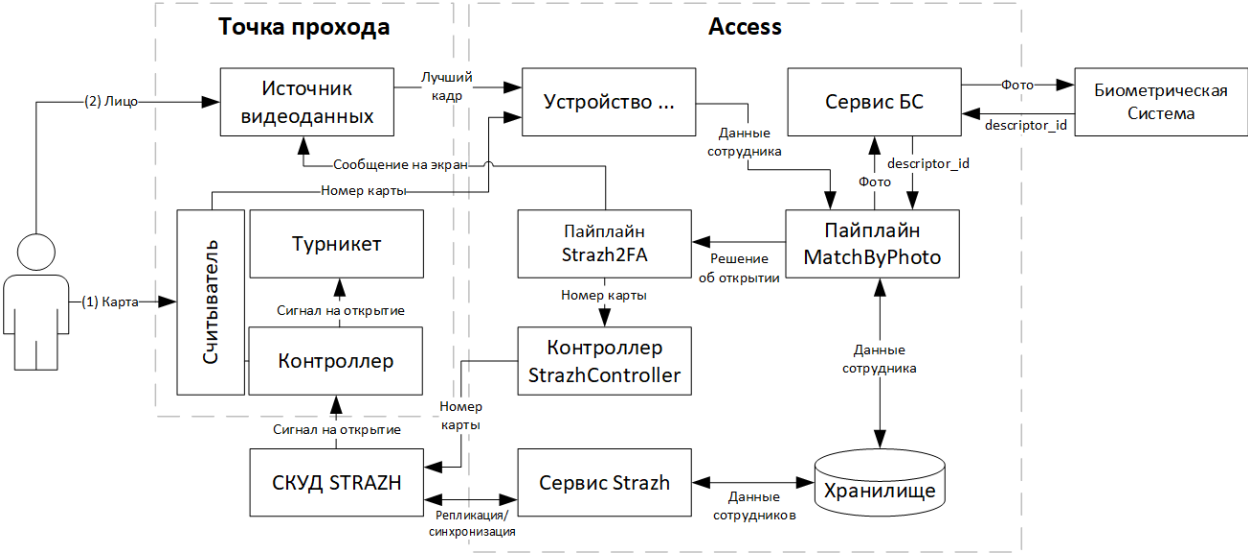 Точка прохода
Access
Источник
видеоданных
Лучший
кадр
Устройство ...
Сервис БС
Фото
descriptor_id
Биометрическая
Система
(2) Лицо
Данные
сотрудника
descriptor_id
Фото
Сообщение на экран
Номер карты
Считыватель
Турникет
Пайплайн
Strazh2FA
Решение
об открытии
Пайплайн
MatchByPhoto
(1) Карта
Сигнал на открытие
Номер карты
Контроллер
Контроллер
StrazhController
Данные
сотрудника
Номер
карты
Сигнал на открытие
СКУД STRAZH
Репликация/
синхронизация
Сервис Strazh
Данные
сотрудников
Хранилище